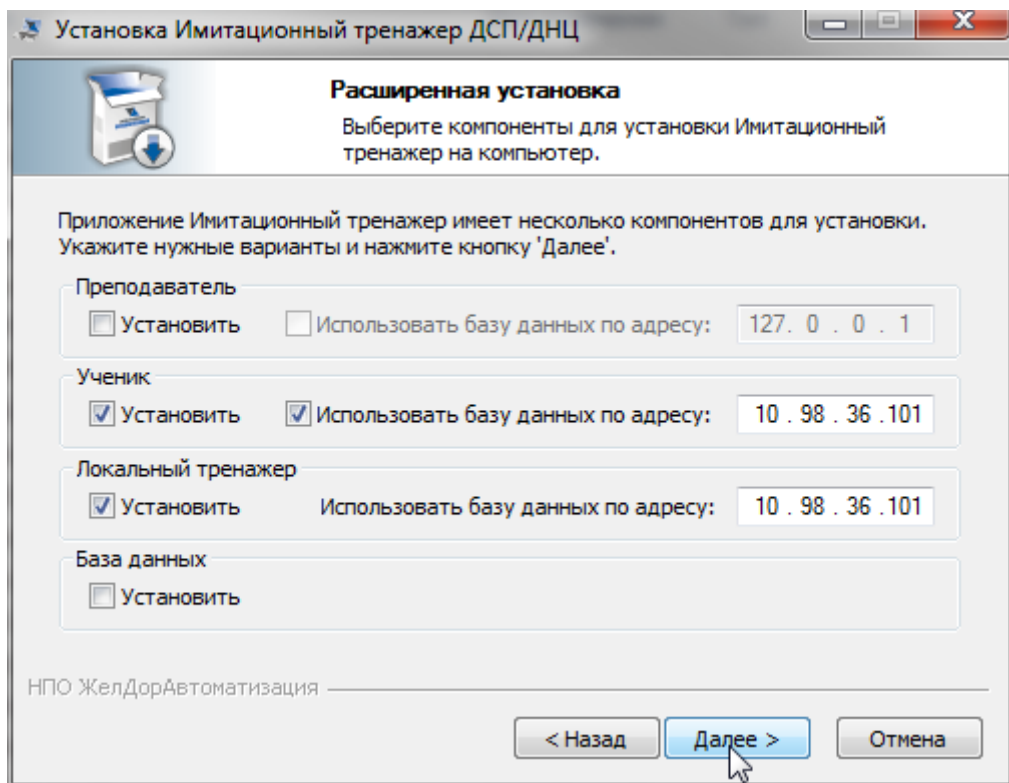 Установка Имитационный тренажер ДСП/ДНЦ
Расширенная установка
Выберите компоненты для установки Имитационный
тренажер на компьютер.
Приложение Имитационный тренажер имеет несколько компонентов для установки.
Укажите нужные варианты и нажмите кнопку 'Далее'.
Преподаватель
Установить Использовать базу данных по адресу: 127. 0 . 0 . 1
Ученик
Установить Использовать базу данных по адресу: 10 . 98 . 36 .101
Локальный тренажер
Установить Использовать базу данных по адресу: 10 . 98 . 36 .101
База данных
Установить
НПО ЖелДорАвтоматизация
< Назад Далее > Отмена